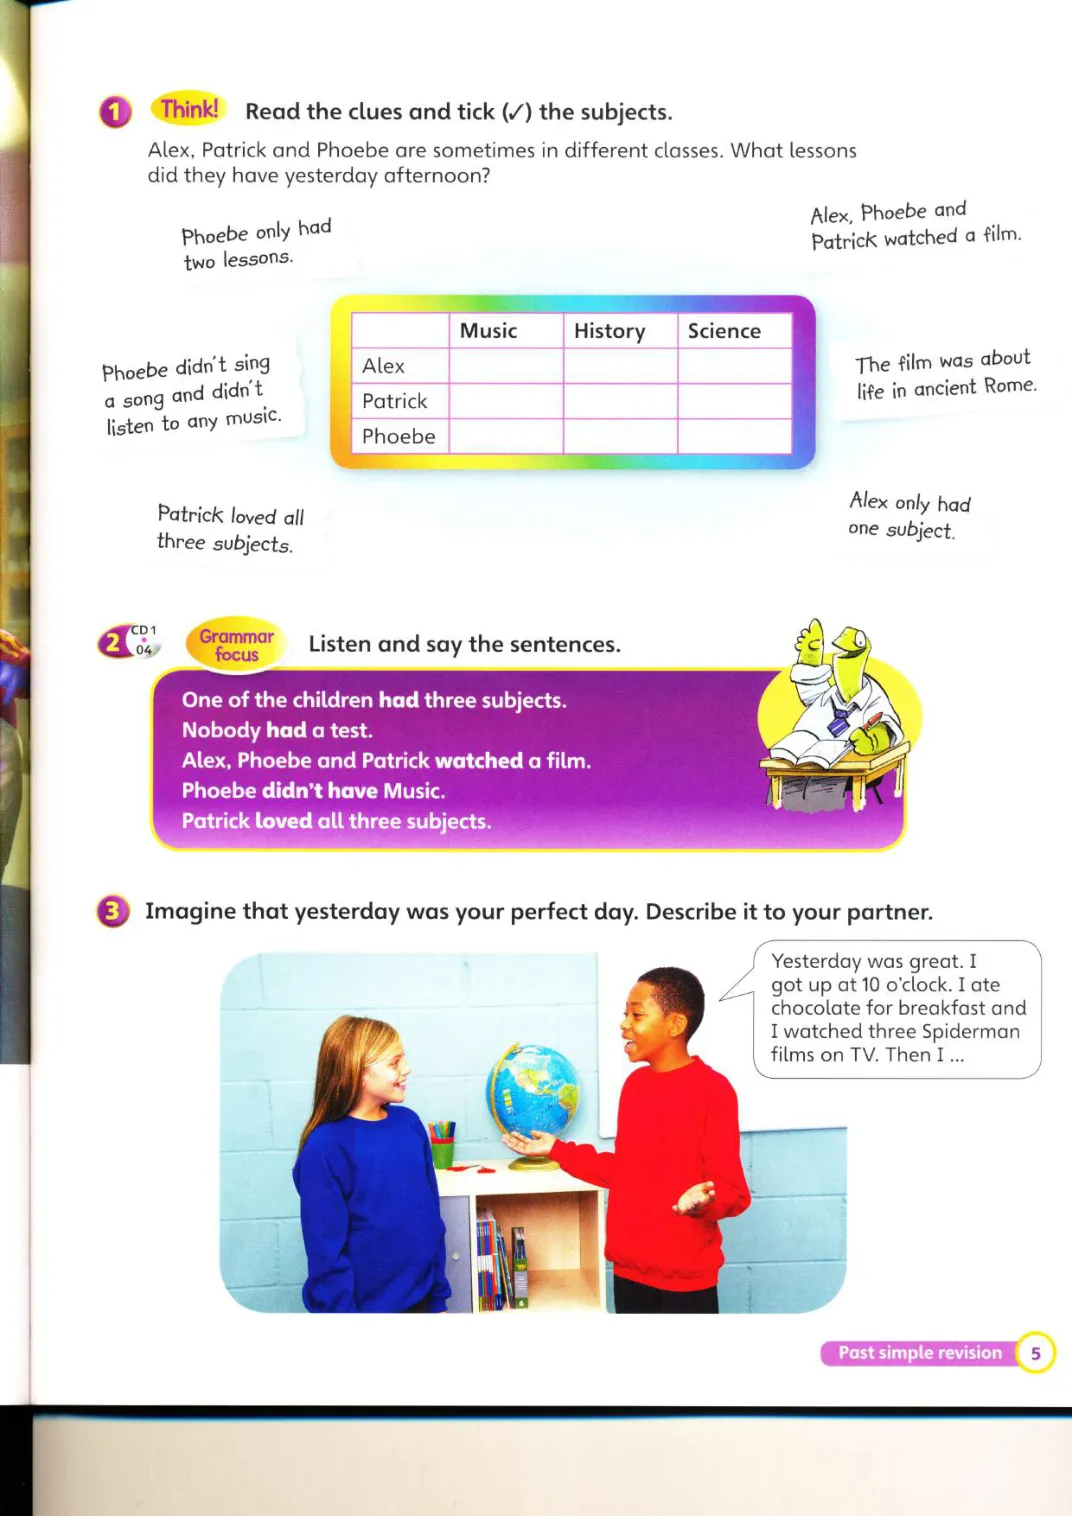 1 Think! Read the clues and tick (✓) the subjects.
Alex, Patrick and Phoebe are sometimes in different classes. What lessons
did they have yesterday afternoon?
Phoebe only had
two lessons.
Alex, Phoebe and
Patrick watched a film.
Music History Science
Alex
Patrick
Phoebe
Phoebe didn't sing
a song and didn't
listen to any music.
The film was about
life in ancient Rome.
Patrick loved all
three subjects.
Alex only had
one subject.
2 CD1
04
Grammar
focus
Listen and say the sentences.
One of the children had three subjects.
Nobody had a test.
Alex, Phoebe and Patrick watched a film.
Phoebe didn't have Music.
Patrick loved all three subjects.
3 Imagine that yesterday was your perfect day. Describe it to your partner.
Yesterday was great. I
got up at 10 o'clock. I ate
chocolate for breakfast and
I watched three Spiderman
films on TV. Then I ...
6
Past simple revision 5